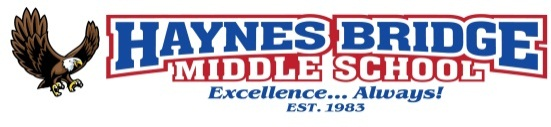 HAYNES BRIDGE
MIDDLE SCHOOL
Excellence... Always!
EST. 1983